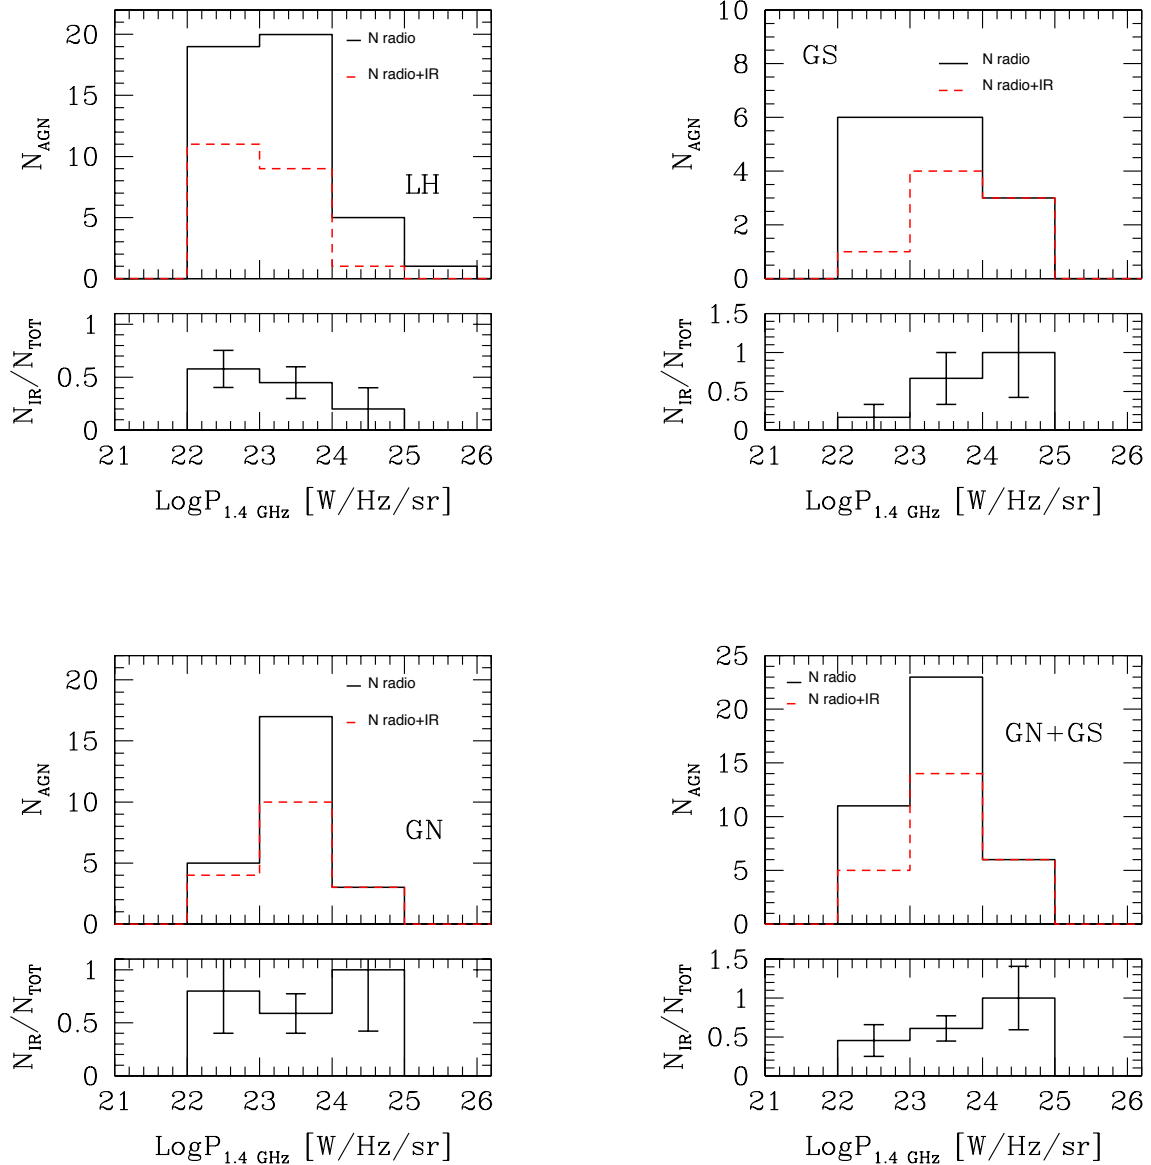 20
15
10
5
0
N_AGN
N radio
N radio+IR
LH
1
0.5
0
N_IR/N_TOT
21 22 23 24 25 26
LogP_1.4 GHz [W/Hz/sr]
10
8
6
4
2
0
N_AGN
GS
N radio
N radio+IR
1.5
1
0.5
0
N_IR/N_TOT
21 22 23 24 25 26
LogP_1.4 GHz [W/Hz/sr]
20
15
10
5
0
N_AGN
N radio
N radio+IR
GN
1
0.5
0
N_IR/N_TOT
21 22 23 24 25 26
LogP_1.4 GHz [W/Hz/sr]
25
20
15
10
5
0
N_AGN
N radio
N radio+IR
GN+GS
1.5
1
0.5
0
N_IR/N_TOT
21 22 23 24 25 26
LogP_1.4 GHz [W/Hz/sr]